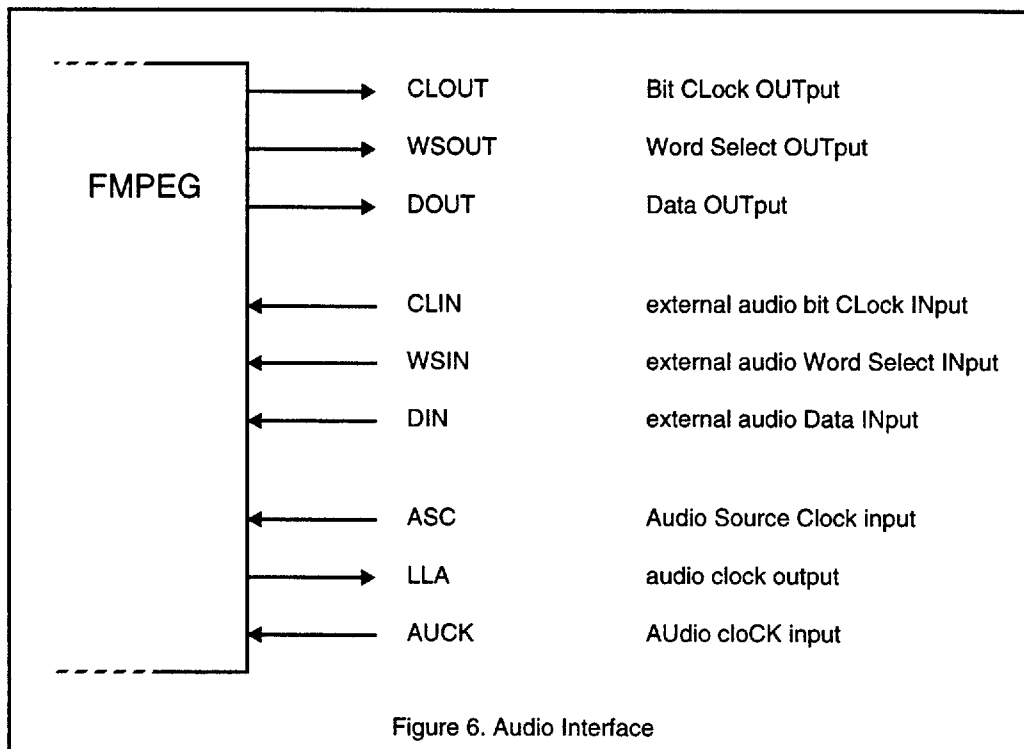 CLOUT Bit CLock OUTput
WSOUT Word Select OUTput
FMPEG
DOUT Data OUTput
CLIN external audio bit CLock INput
WSIN external audio Word Select INput
DIN external audio Data INput
ASC Audio Source Clock input
LLA audio clock output
AUCK AUdio cloCK input
Figure 6. Audio Interface